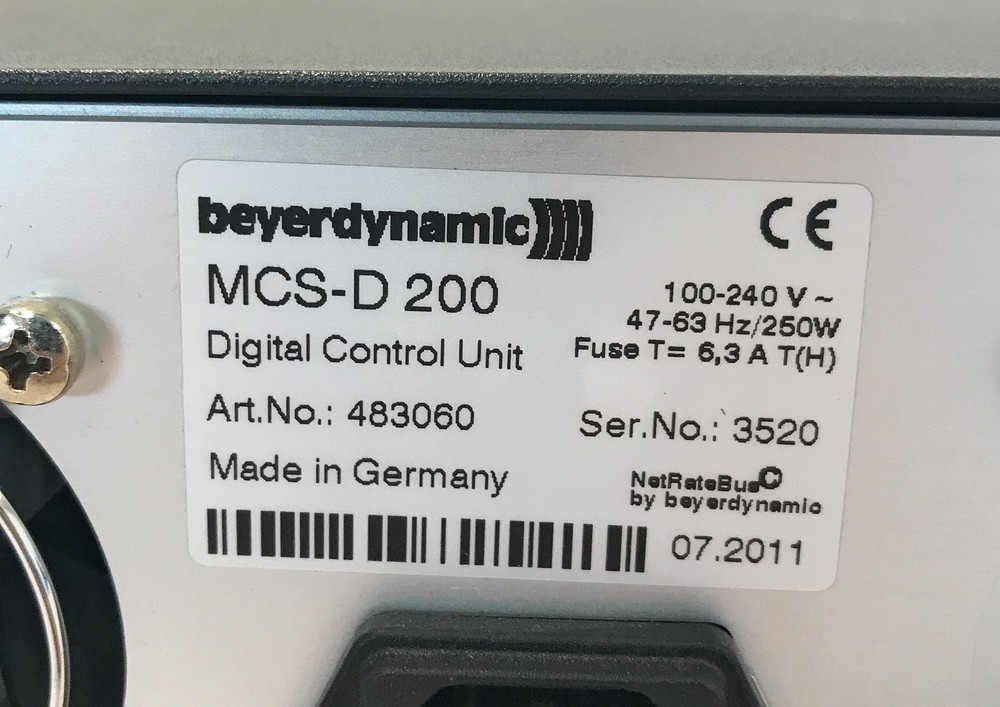 beyerdynamic))))
CE
MCS-D 200
100-240 V ~
47-63 Hz/250W
Digital Control Unit
Fuse T= 6,3 A T(H)
Art.No.: 483060
Ser.No.: 3520
Made in Germany
NetRateBus©
by beyerdynamic
07.2011